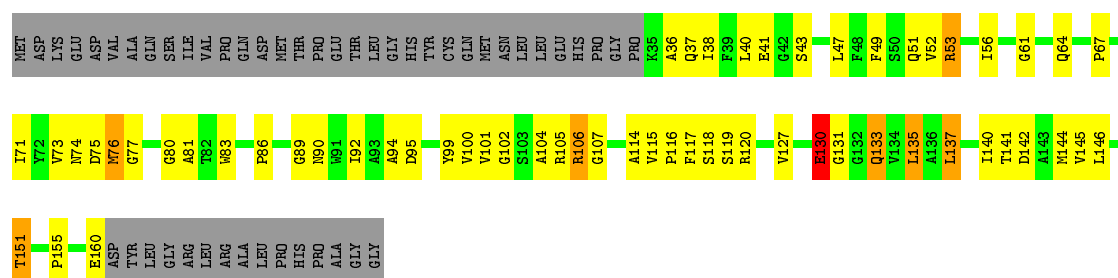 MET ASP LYS GLU ASP VAL ALA GLN SER ILE VAL PRO GLN ASP MET THR PRO GLU THR LEU GLY HIS TYR CYS GLN MET ASN LEU LEU GLU HIS PRO GLY PRO K35 A36 Q37 I38 F39 L40 E41 G42 S43 L47 F48 F49 S50 Q51 V52 R53 I56 G61 Q64 P67
I71 Y72 V73 N74 D75 M76 G77 G80 A81 T82 W83 P86 G89 N90 W91 I92 A93 A94 D95 Y99 V100 V101 G102 S103 A104 R105 R106 G107 A114 V115 P116 F117 S118 S119 R120 V127 E130 G131 G132 Q133 V134 L135 A136 L137 I140 T141 D142 A143 M144 V145 L146
T151 P155 E160 ASP TYR LEU GLY ARG LEU ARG ALA LEU PRO HIS PRO ALA GLY GLY